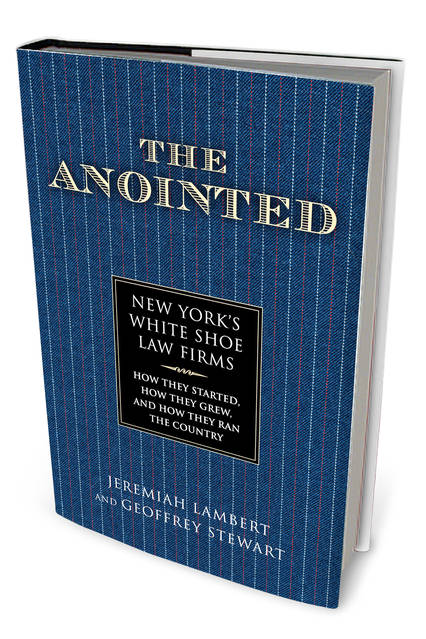 THE
ANOINTED
NEW YORK'S
WHITE SHOE
LAW FIRMS
HOW THEY STARTED,
HOW THEY GREW,
AND HOW THEY RAN
THE COUNTRY
JEREMIAH LAMBERT
AND GEOFFREY STEWART